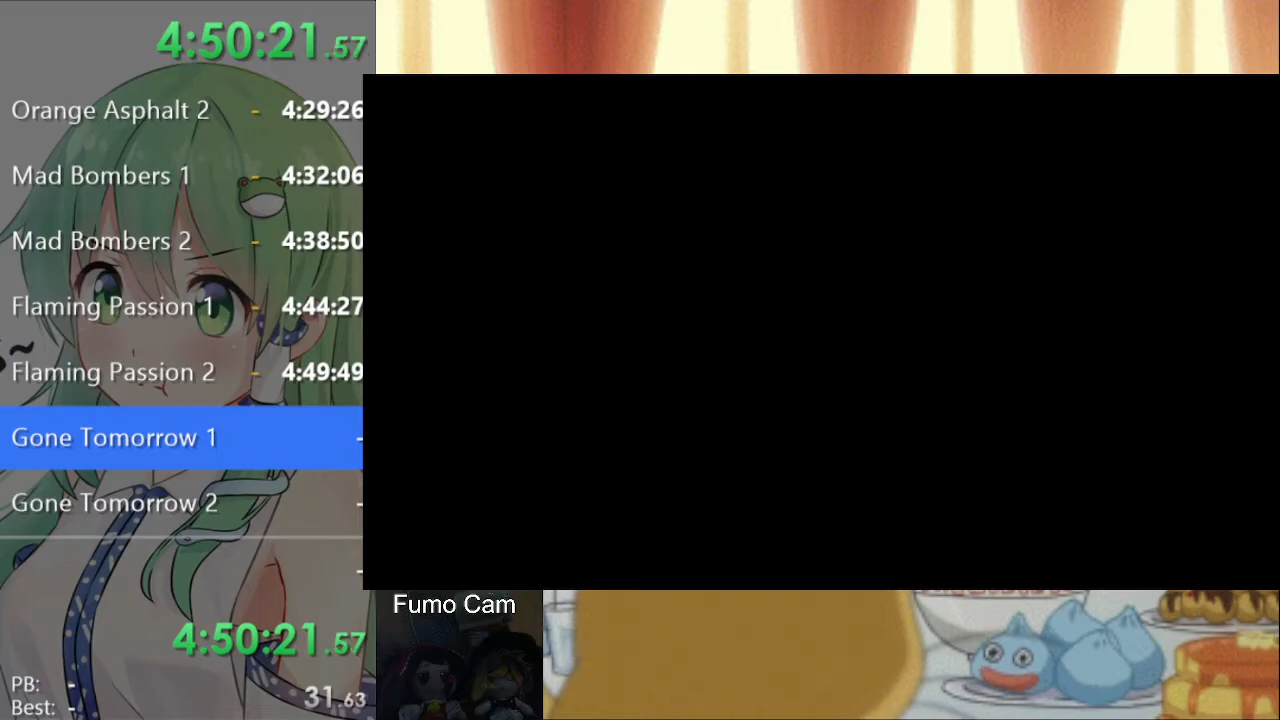 4:50:21.57
Orange Asphalt 2 - 4:29:26
Mad Bombers 1 - 4:32:06
Mad Bombers 2 - 4:38:50
Flaming Passion 1 - 4:44:27
Flaming Passion 2 - 4:49:49
Gone Tomorrow 1 -
Gone Tomorrow 2 -
-
4:50:21.57
PB: -
Best: -
31.63
Fumo Cam